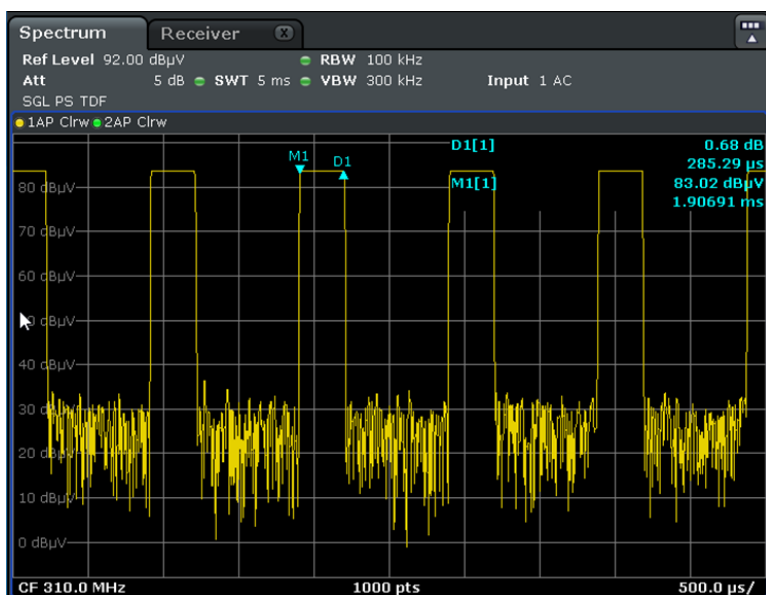 Spectrum Receiver X
Ref Level 92.00 dBµV RBW 100 kHz
Att 5 dB SWT 5 ms VBW 300 kHz Input 1 AC
SGL PS TDF
1AP Clrw 2AP Clrw
D1[1] 0.68 dB
285.29 µs
M1[1] 83.02 dBµV
1.90691 ms
M1 D1
80 dBµV
70 dBµV
60 dBµV
dBµV
40 dBµV
30 dBµV
20 dBµV
10 dBµV
0 dBµV
CF 310.0 MHz 1000 pts 500.0 µs/